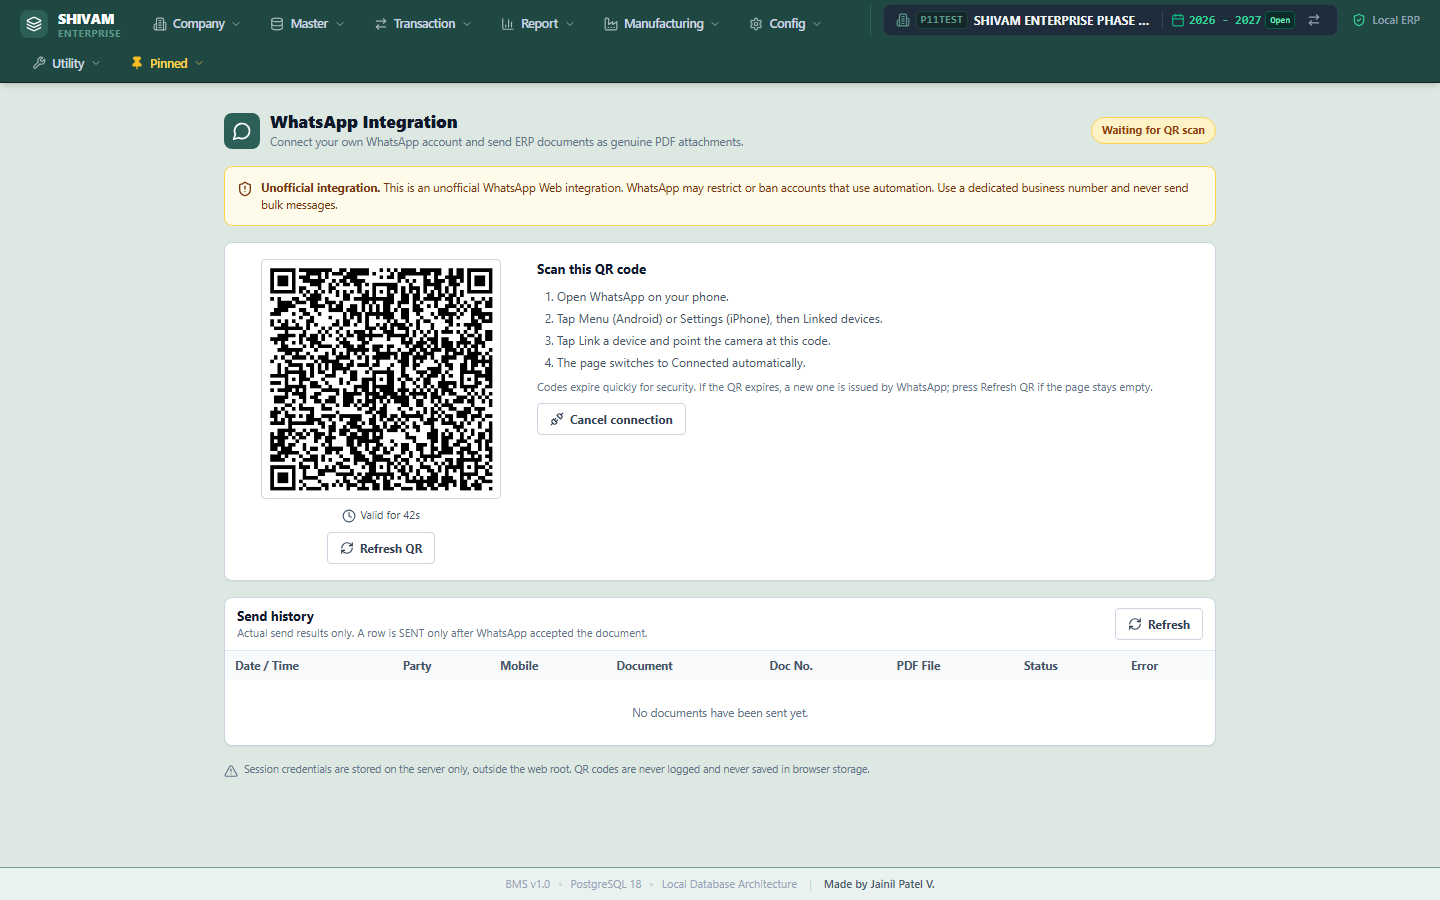 SHIVAM
ENTERPRISE
Company
Master
Transaction
Report
Manufacturing
Config
P11TEST SHIVAM ENTERPRISE PHASE ... 2026 - 2027 Open
Local ERP
Utility
Pinned
WhatsApp Integration
Connect your own WhatsApp account and send ERP documents as genuine PDF attachments.
Waiting for QR scan
Unofficial integration. This is an unofficial WhatsApp Web integration. WhatsApp may restrict or ban accounts that use automation. Use a dedicated business number and never send
bulk messages.
Scan this QR code
1. Open WhatsApp on your phone.
2. Tap Menu (Android) or Settings (iPhone), then Linked devices.
3. Tap Link a device and point the camera at this code.
4. The page switches to Connected automatically.
Codes expire quickly for security. If the QR expires, a new one is issued by WhatsApp; press Refresh QR if the page stays empty.
Cancel connection
Valid for 42s
Refresh QR
Send history
Actual send results only. A row is SENT only after WhatsApp accepted the document.
Refresh
Date / Time Party Mobile Document Doc No. PDF File Status Error
No documents have been sent yet.
Session credentials are stored on the server only, outside the web root. QR codes are never logged and never saved in browser storage.
BMS v1.0 • PostgreSQL 18 • Local Database Architecture | Made by Jainil Patel V.